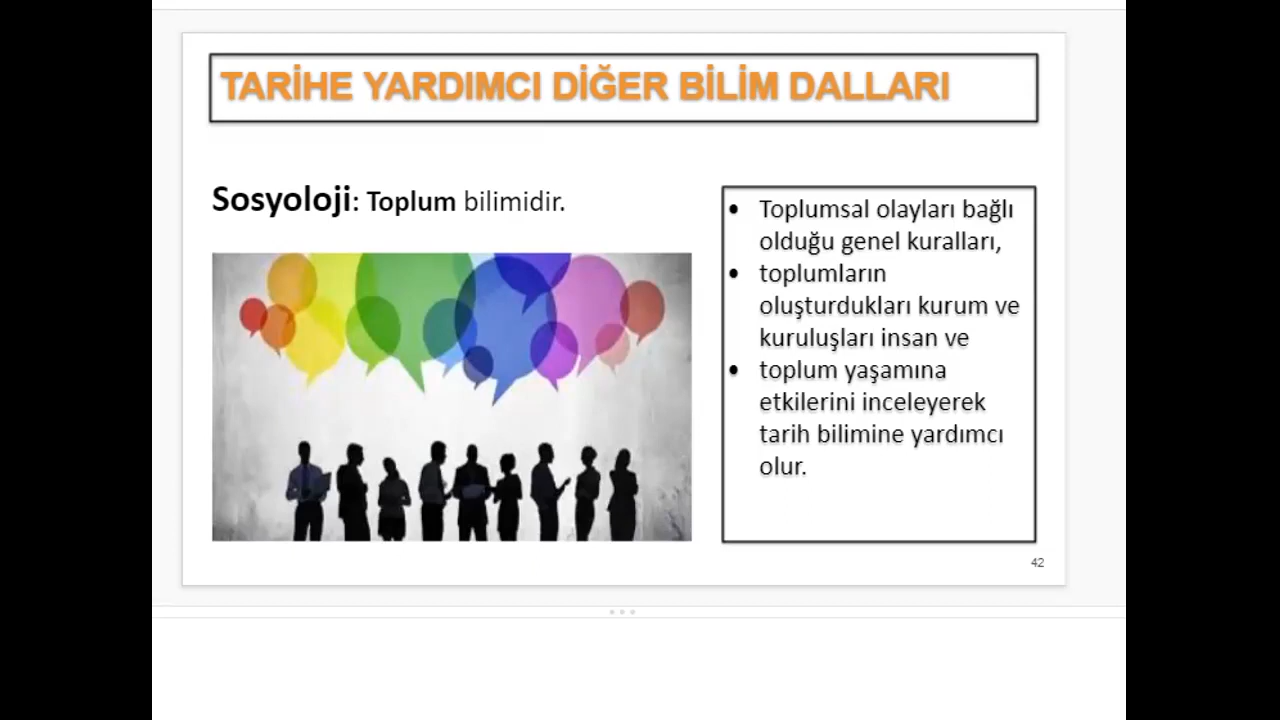 TARİHE YARDIMCI DİĞER BİLİM DALLARI
Sosyoloji: Toplum bilimidir.
• Toplumsal olayları bağlı
olduğu genel kuralları,
• toplumların
oluşturdukları kurum ve
kuruluşları insan ve
• toplum yaşamına
etkilerini inceleyerek
tarih bilimine yardımcı
olur.
42